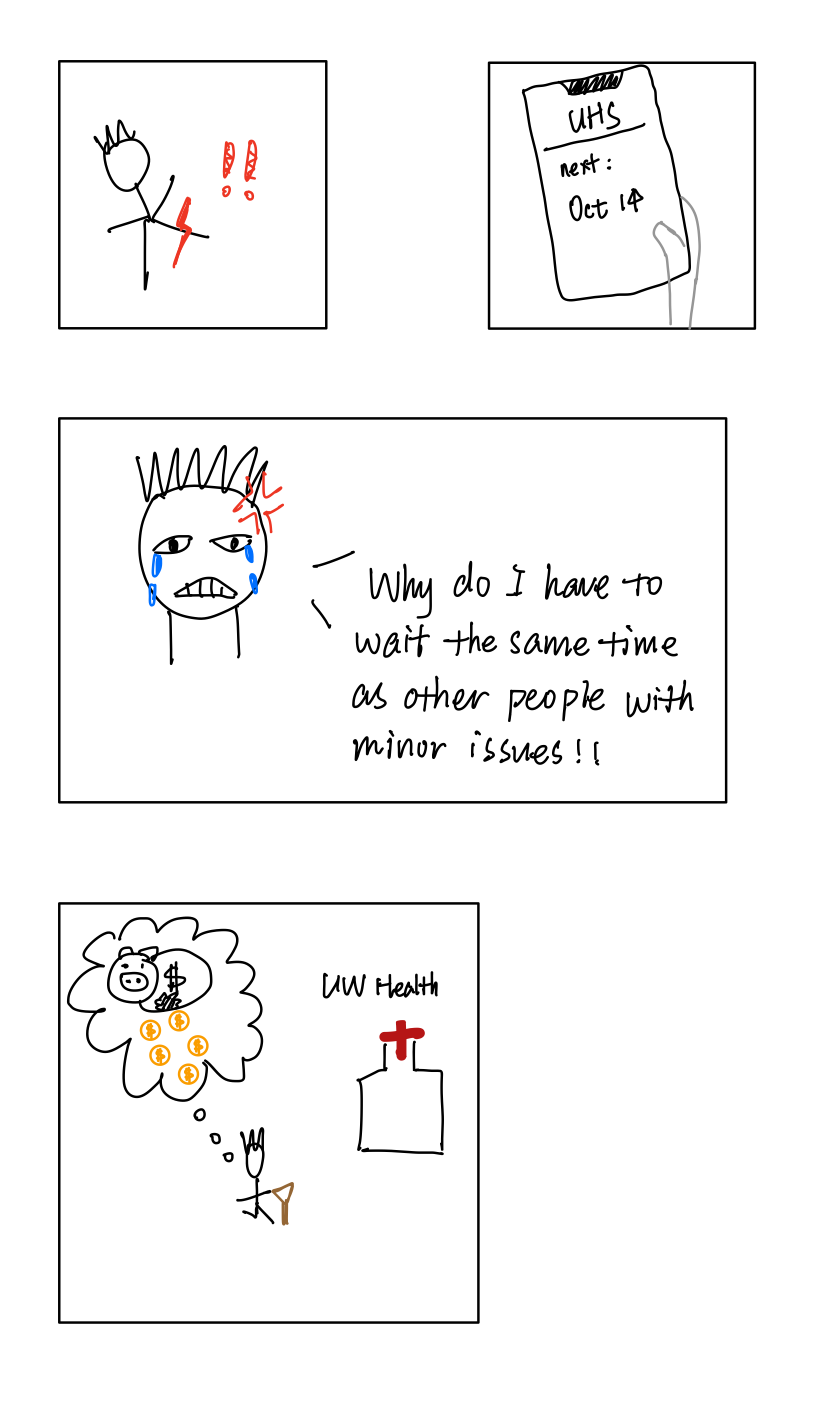 !!
UHS
next:
Oct 14
Why do I have to
wait the same time
as other people with
minor issues!!
$
$ $
$ $
$
UW Health